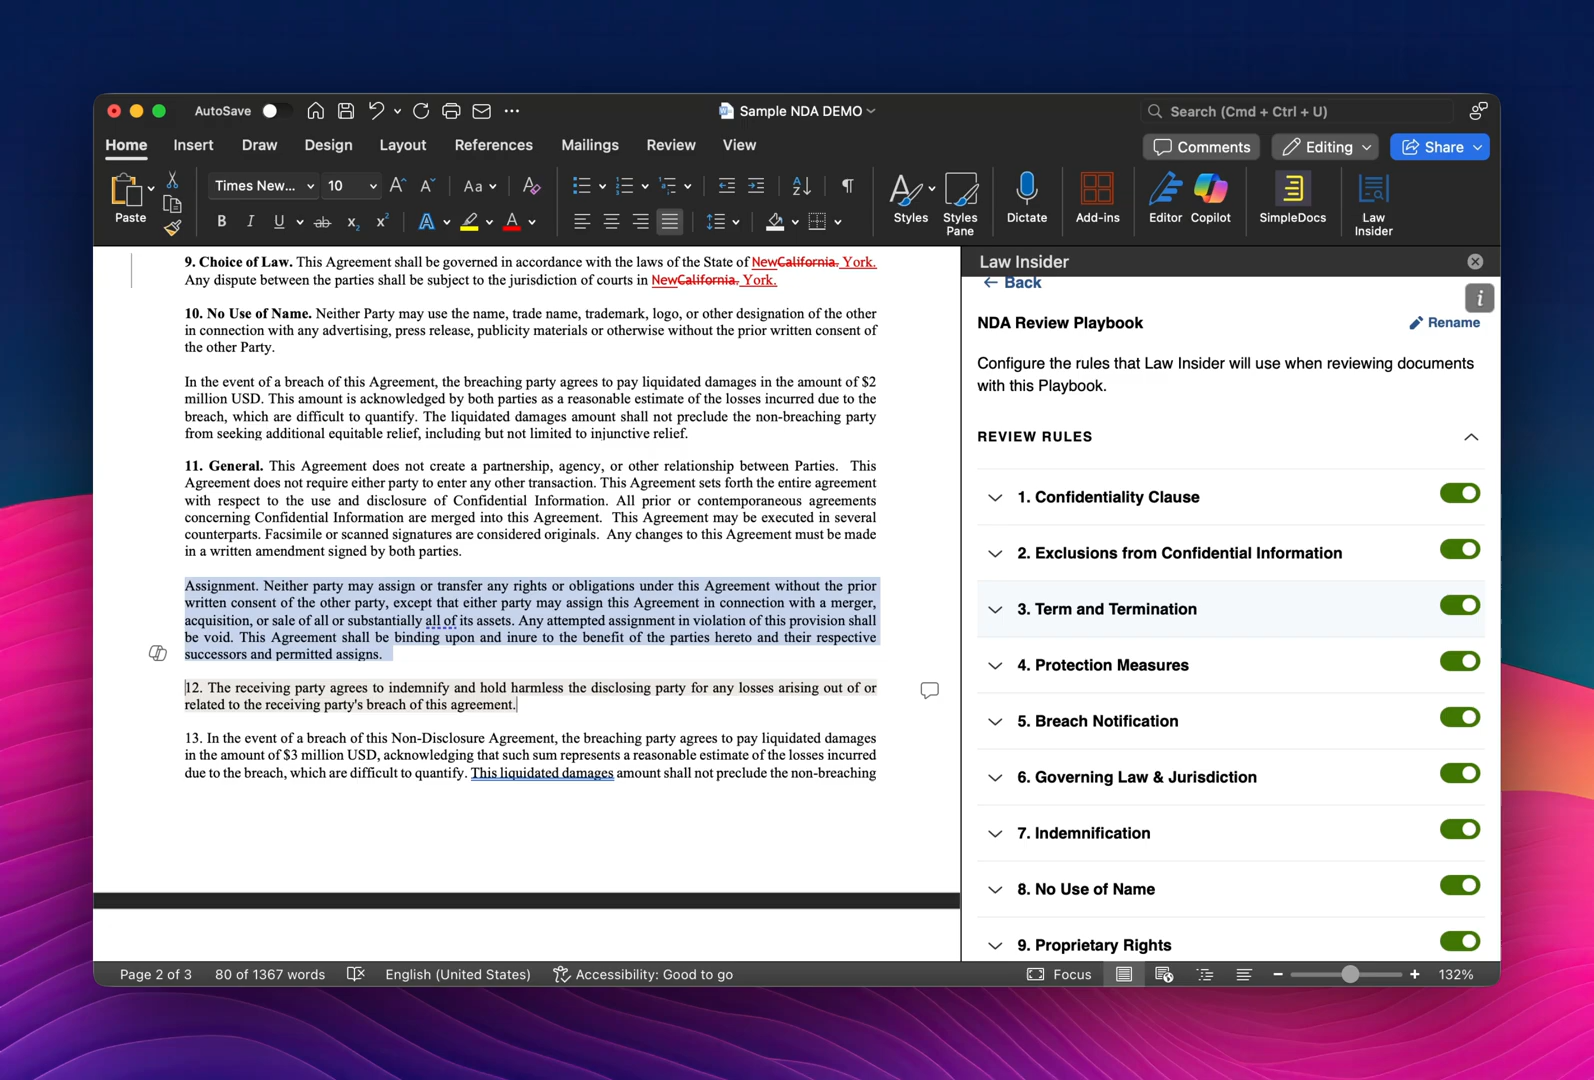 AutoSave
Sample NDA DEMO
Search (Cmd + Ctrl + U)
Home Insert Draw Design Layout References Mailings Review View
Comments Editing Share
Paste
Times New... 10
Aa
B I U ab x2 x2 A A
Styles
Styles Pane
Dictate
Add-ins
Editor
Copilot
SimpleDocs
Law Insider
9. Choice of Law. This Agreement shall be governed in accordance with the laws of the State of NewCalifornia. York.
Any dispute between the parties shall be subject to the jurisdiction of courts in NewCalifornia. York.
10. No Use of Name. Neither Party may use the name, trade name, trademark, logo, or other designation of the other
in connection with any advertising, press release, publicity materials or otherwise without the prior written consent of
the other Party.
In the event of a breach of this Agreement, the breaching party agrees to pay liquidated damages in the amount of $2
million USD. This amount is acknowledged by both parties as a reasonable estimate of the losses incurred due to the
breach, which are difficult to quantify. The liquidated damages amount shall not preclude the non-breaching party
from seeking additional equitable relief, including but not limited to injunctive relief.
11. General. This Agreement does not create a partnership, agency, or other relationship between Parties. This
Agreement does not require either party to enter any other transaction. This Agreement sets forth the entire agreement
with respect to the use and disclosure of Confidential Information. All prior or contemporaneous agreements
concerning Confidential Information are merged into this Agreement. This Agreement may be executed in several
counterparts. Facsimile or scanned signatures are considered originals. Any changes to this Agreement must be made
in a written amendment signed by both parties.
Assignment. Neither party may assign or transfer any rights or obligations under this Agreement without the prior
written consent of the other party, except that either party may assign this Agreement in connection with a merger,
acquisition, or sale of all or substantially all of its assets. Any attempted assignment in violation of this provision shall
be void. This Agreement shall be binding upon and inure to the benefit of the parties hereto and their respective
successors and permitted assigns.
12. The receiving party agrees to indemnify and hold harmless the disclosing party for any losses arising out of or
related to the receiving party's breach of this agreement.
13. In the event of a breach of this Non-Disclosure Agreement, the breaching party agrees to pay liquidated damages
in the amount of $3 million USD, acknowledging that such sum represents a reasonable estimate of the losses incurred
due to the breach, which are difficult to quantify. This liquidated damages amount shall not preclude the non-breaching
Law Insider
← Back
i
NDA Review Playbook
Rename
Configure the rules that Law Insider will use when reviewing documents
with this Playbook.
REVIEW RULES
1. Confidentiality Clause
2. Exclusions from Confidential Information
3. Term and Termination
4. Protection Measures
5. Breach Notification
6. Governing Law & Jurisdiction
7. Indemnification
8. No Use of Name
9. Proprietary Rights
Page 2 of 3 80 of 1367 words English (United States) Accessibility: Good to go Focus 132%